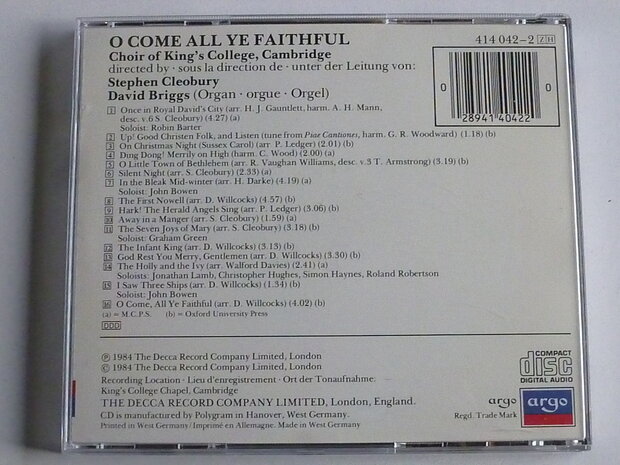 O COME ALL YE FAITHFUL
414 042-2 ZH
Choir of King's College, Cambridge
directed by · sous la direction de · unter der Leitung von:
Stephen Cleobury
David Briggs (Organ · orgue · Orgel)
0 28941 40422 0
1 Once in Royal David's City (arr. H. J. Gauntlett, harm. A. H. Mann,
desc. v.6 S. Cleobury) (4.27) (a)
Soloist: Robin Barter
2 Up! Good Christen Folk, and Listen (tune from Piae Cantiones, harm. G. R. Woodward) (1.18) (b)
3 On Christmas Night (Sussex Carol) (arr. P. Ledger) (2.01) (b)
4 Ding Dong! Merrily on High (harm. C. Wood) (2.00) (a)
5 O Little Town of Bethlehem (arr. R. Vaughan Williams, desc. v.3 T. Armstrong) (3.19) (b)
6 Silent Night (arr. S. Cleobury) (2.33) (a)
7 In the Bleak Mid-winter (arr. H. Darke) (4.19) (a)
Soloist: John Bowen
8 The First Nowell (arr. D. Willcocks) (4.57) (b)
9 Hark! The Herald Angels Sing (arr. P. Ledger) (3.06) (b)
10 Away in a Manger (arr. S. Cleobury) (1.59) (a)
11 The Seven Joys of Mary (arr. S. Cleobury) (3.18) (b)
Soloist: Graham Green
12 The Infant King (arr. D. Willcocks) (3.13) (b)
13 God Rest You Merry, Gentlemen (arr. D. Willcocks) (3.30) (b)
14 The Holly and the Ivy (arr. Walford Davies) (2.41) (a)
Soloists: Jonathan Lamb, Christopher Hughes, Simon Haynes, Roland Robertson
15 I Saw Three Ships (arr. D. Willcocks) (1.34) (b)
Soloist: John Bowen
16 O Come, All Ye Faithful (arr. D. Willcocks) (4.02) (b)
(a) = M.C.P.S. (b) = Oxford University Press
DDD
℗ 1984 The Decca Record Company Limited, London
© 1984 The Decca Record Company Limited, London
Recording Location · Lieu d'enregistrement · Ort der Tonaufnahme:
King's College Chapel, Cambridge
THE DECCA RECORD COMPANY LIMITED, London, England.
CD is manufactured by Polygram in Hanover, West Germany.
Printed in West Germany / Imprimé en Allemagne. Made in West Germany
COMPACT
disc
DIGITAL AUDIO
argo
Regd. Trade Mark
argo